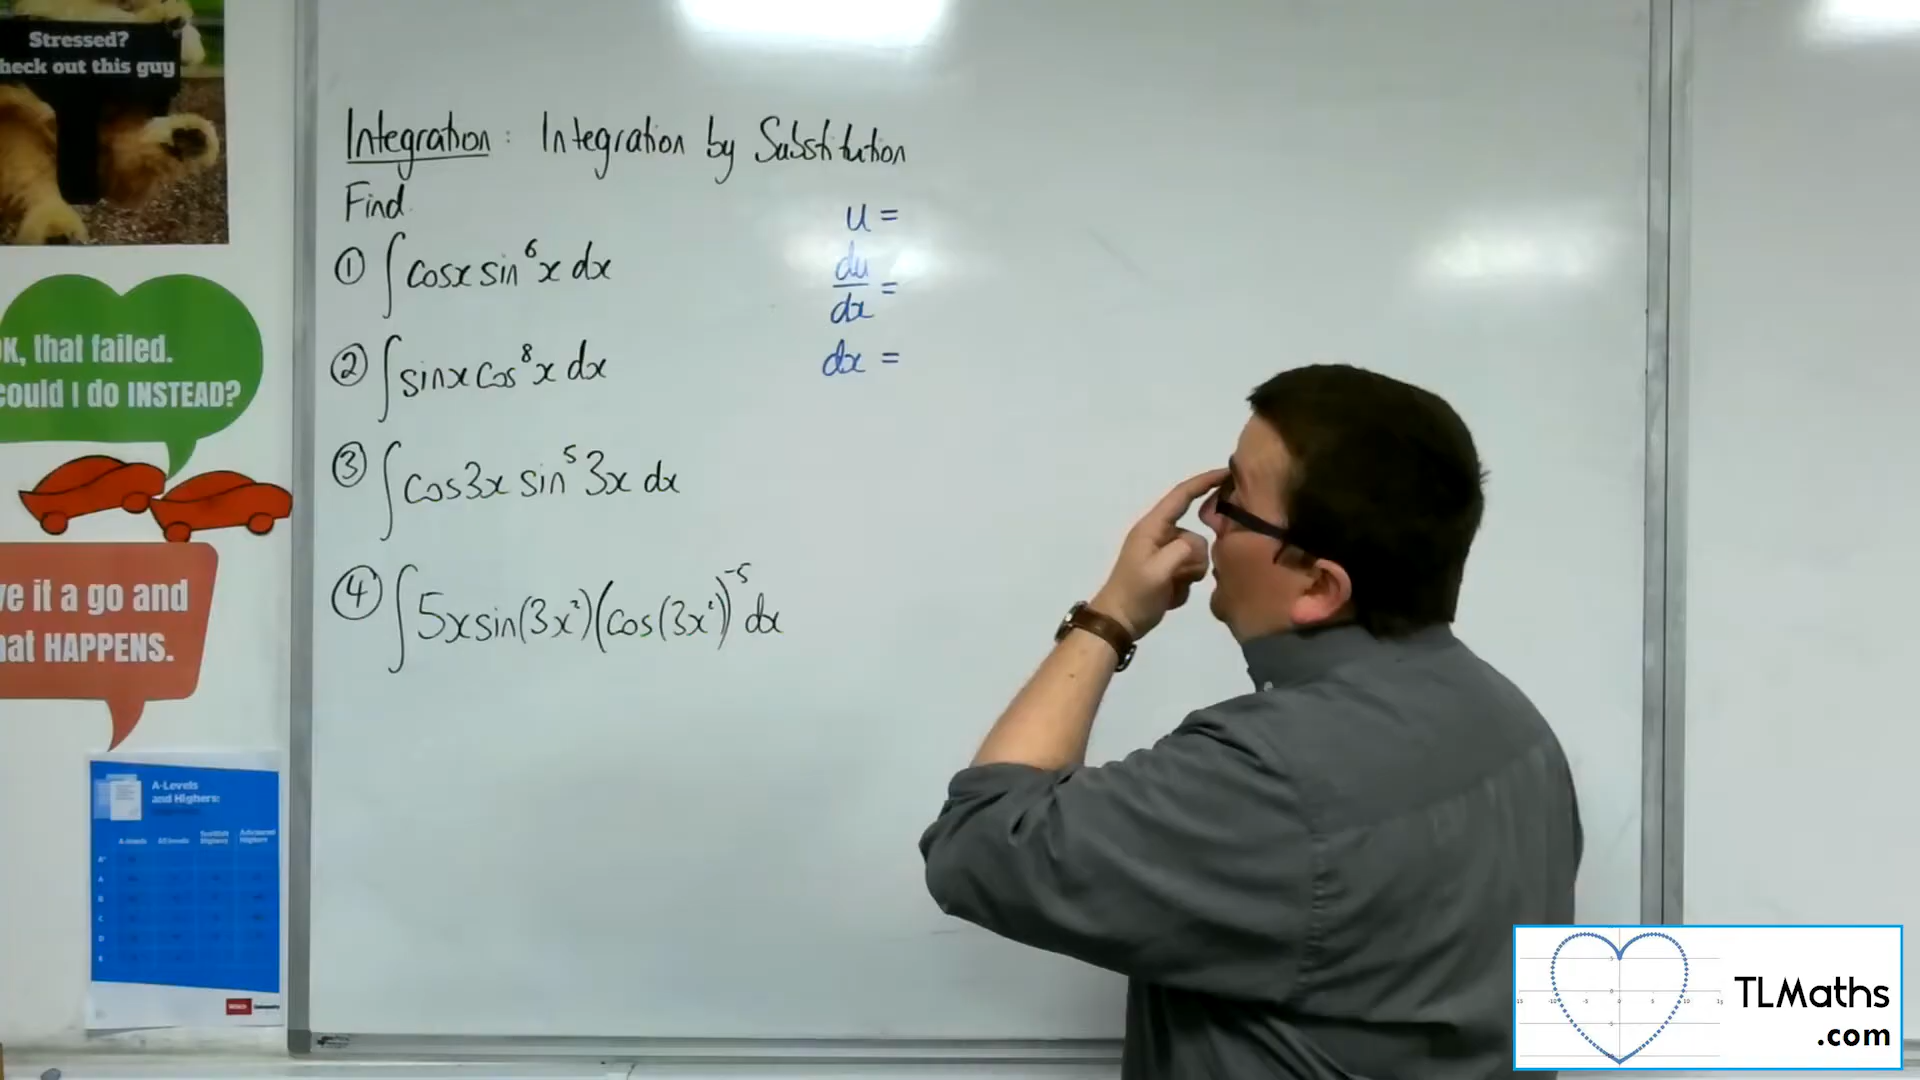 Stressed?
heck out this guy
Integration : Integration by Substitution
Find
① ∫ cosx sin⁶x dx
② ∫ sinx cos⁸x dx
③ ∫ cos3x sin⁵3x dx
④ ∫ 5x sin(3x²)(cos(3x²))⁻⁵ dx
u =
du/dx =
dx =
K, that failed.
could I do INSTEAD?
ve it a go and
hat HAPPENS.
A-Levels
and Highers:
TLMaths
.com